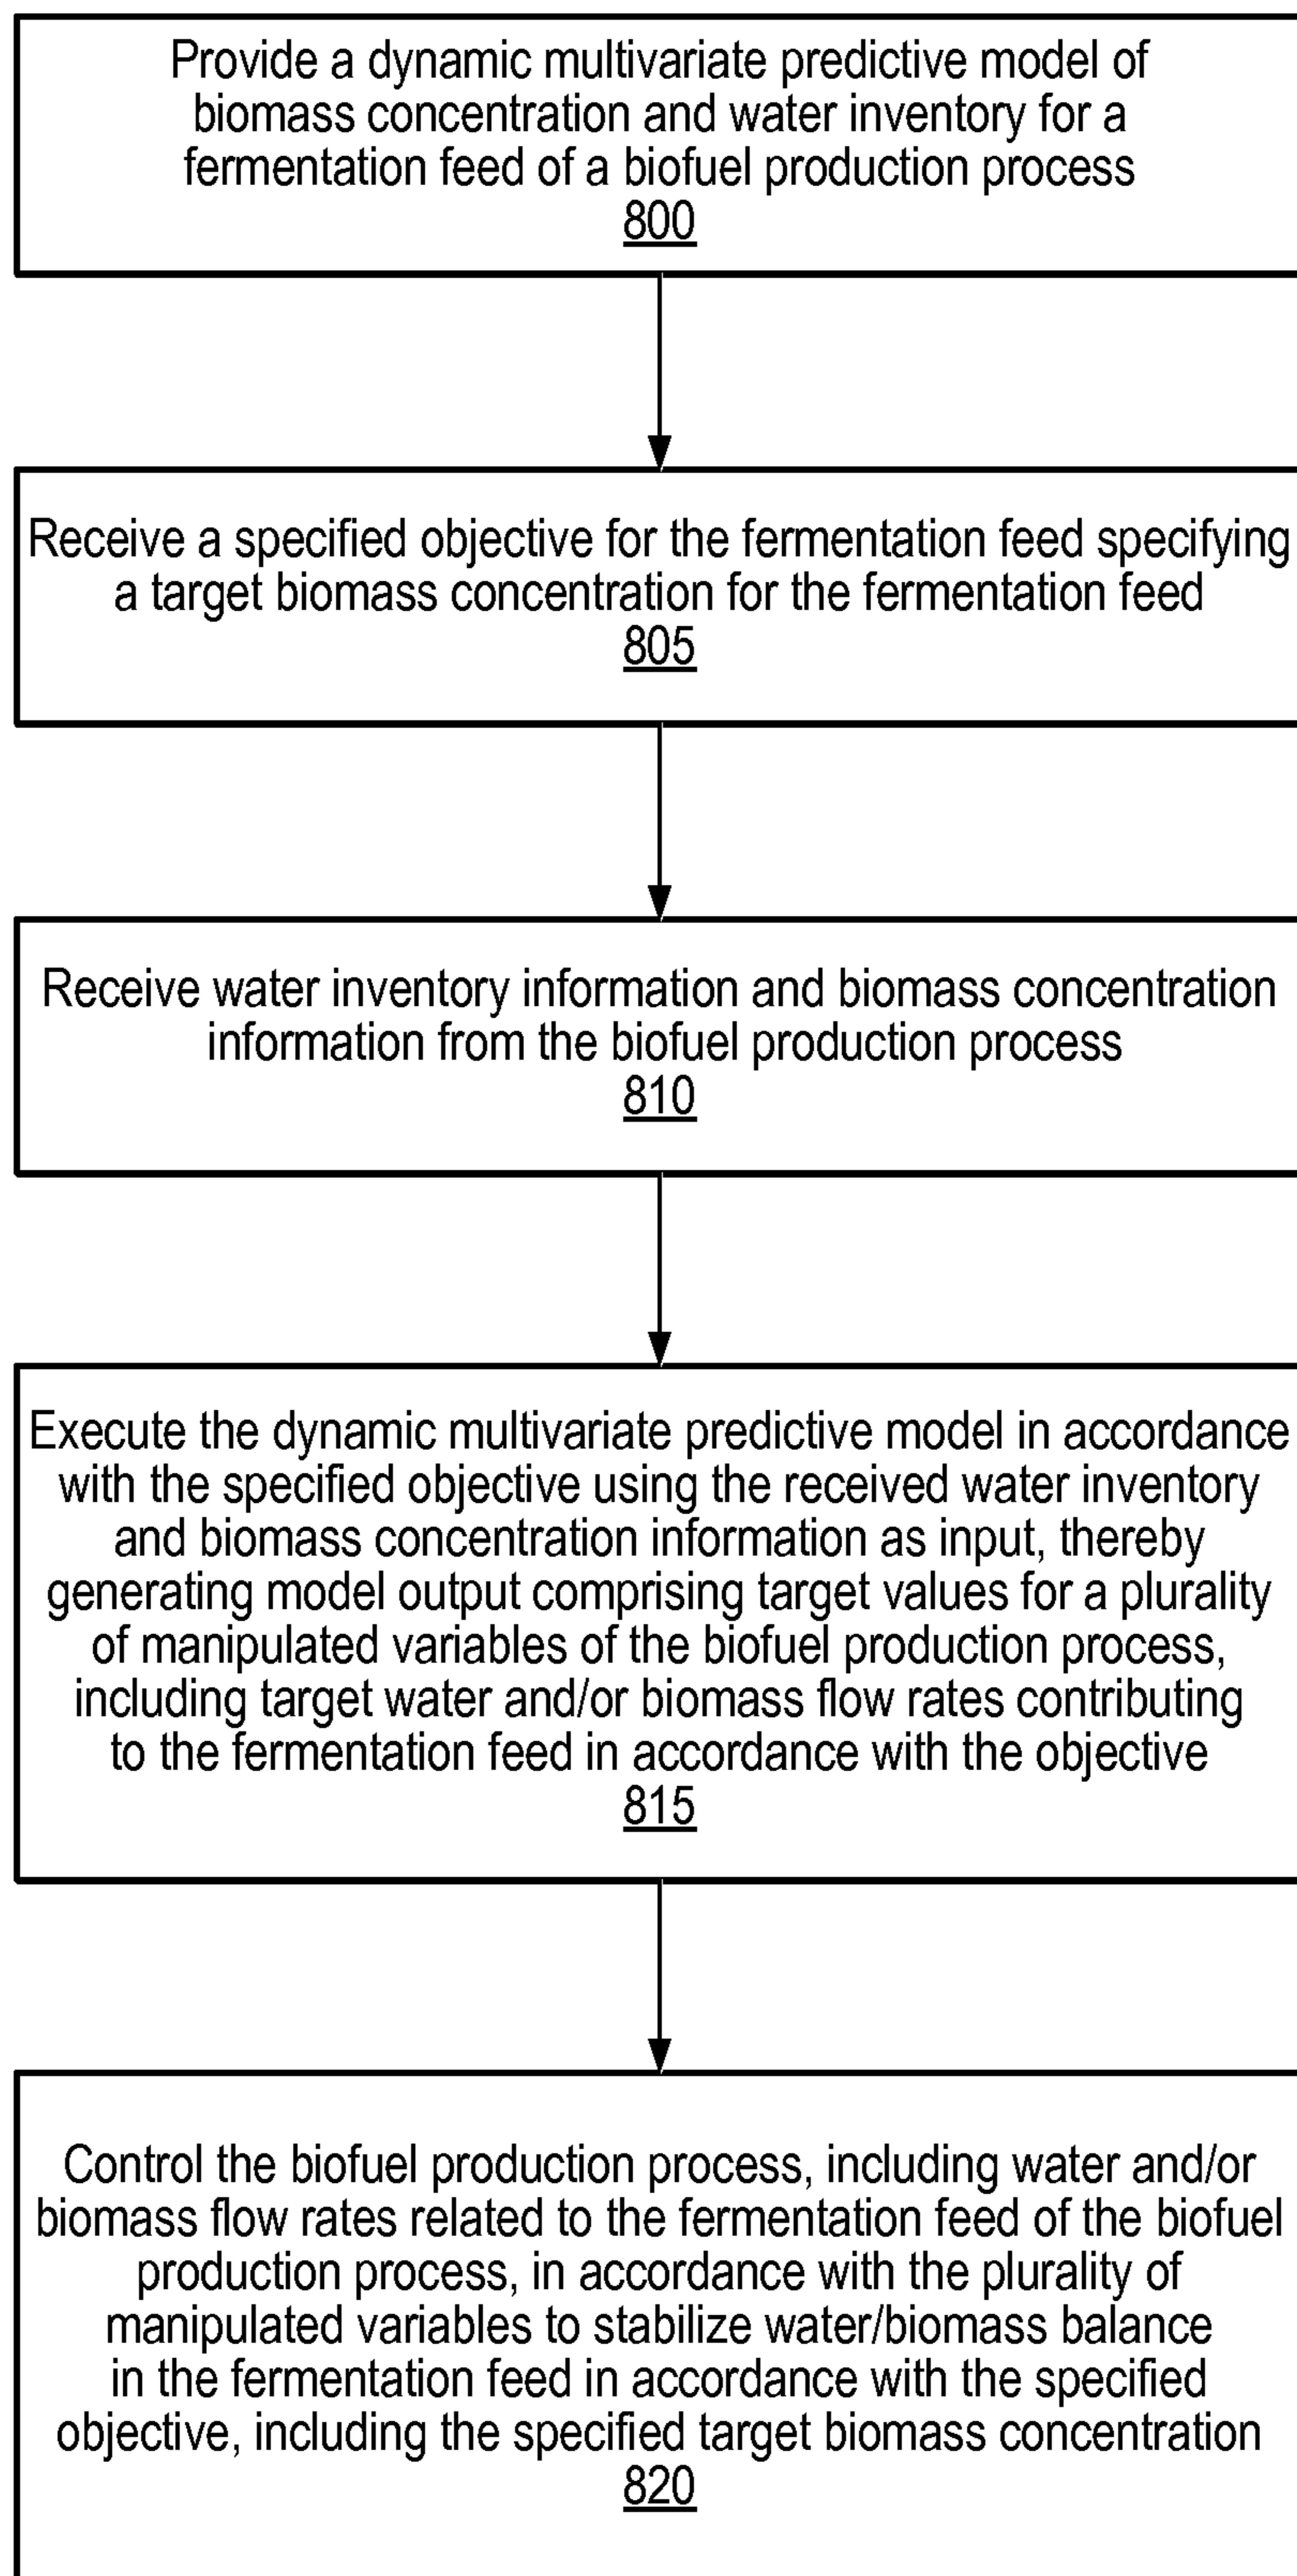 Provide a dynamic multivariate predictive model of
biomass concentration and water inventory for a
fermentation feed of a biofuel production process
800
Receive a specified objective for the fermentation feed specifying
a target biomass concentration for the fermentation feed
805
Receive water inventory information and biomass concentration
information from the biofuel production process
810
Execute the dynamic multivariate predictive model in accordance
with the specified objective using the received water inventory
and biomass concentration information as input, thereby
generating model output comprising target values for a plurality
of manipulated variables of the biofuel production process,
including target water and/or biomass flow rates contributing
to the fermentation feed in accordance with the objective
815
Control the biofuel production process, including water and/or
biomass flow rates related to the fermentation feed of the biofuel
production process, in accordance with the plurality of
manipulated variables to stabilize water/biomass balance
in the fermentation feed in accordance with the specified
objective, including the specified target biomass concentration
820